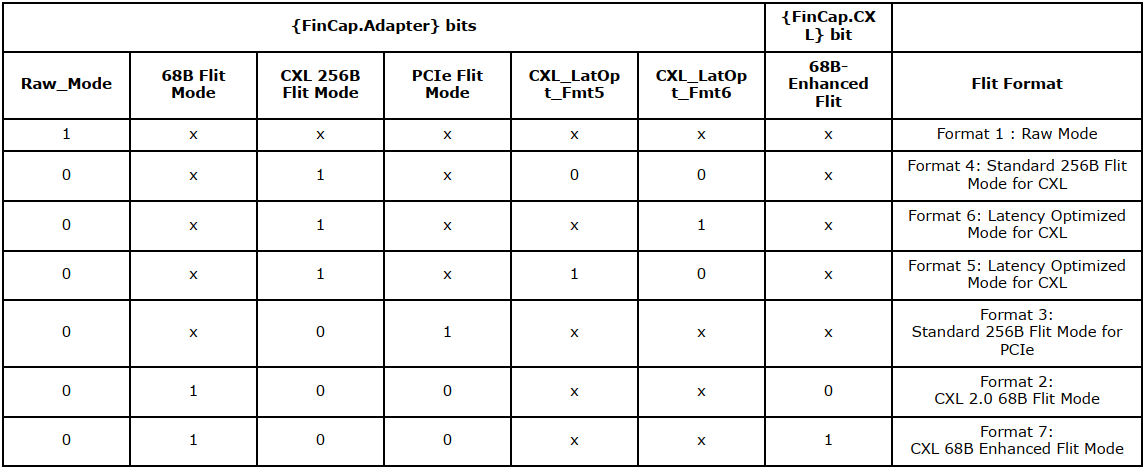 {FinCap.Adapter} bits {FinCap.CX
L} bit
Raw_Mode 68B Flit Mode CXL 256B Flit Mode PCIe Flit Mode CXL_LatOp t_Fmt5 CXL_LatOp t_Fmt6 68B- Enhanced Flit Flit Format
1 x x x x x x Format 1 : Raw Mode
0 x 1 x 0 0 x Format 4: Standard 256B Flit
Mode for CXL
0 x 1 x x 1 x Format 6: Latency Optimized
Mode for CXL
0 x 1 x 1 0 x Format 5: Latency Optimized
Mode for CXL
0 x 0 1 x x x Format 3:
Standard 256B Flit Mode for
PCIe
0 1 0 0 x x 0 Format 2:
CXL 2.0 68B Flit Mode
0 1 0 0 x x 1 Format 7:
CXL 68B Enhanced Flit Mode